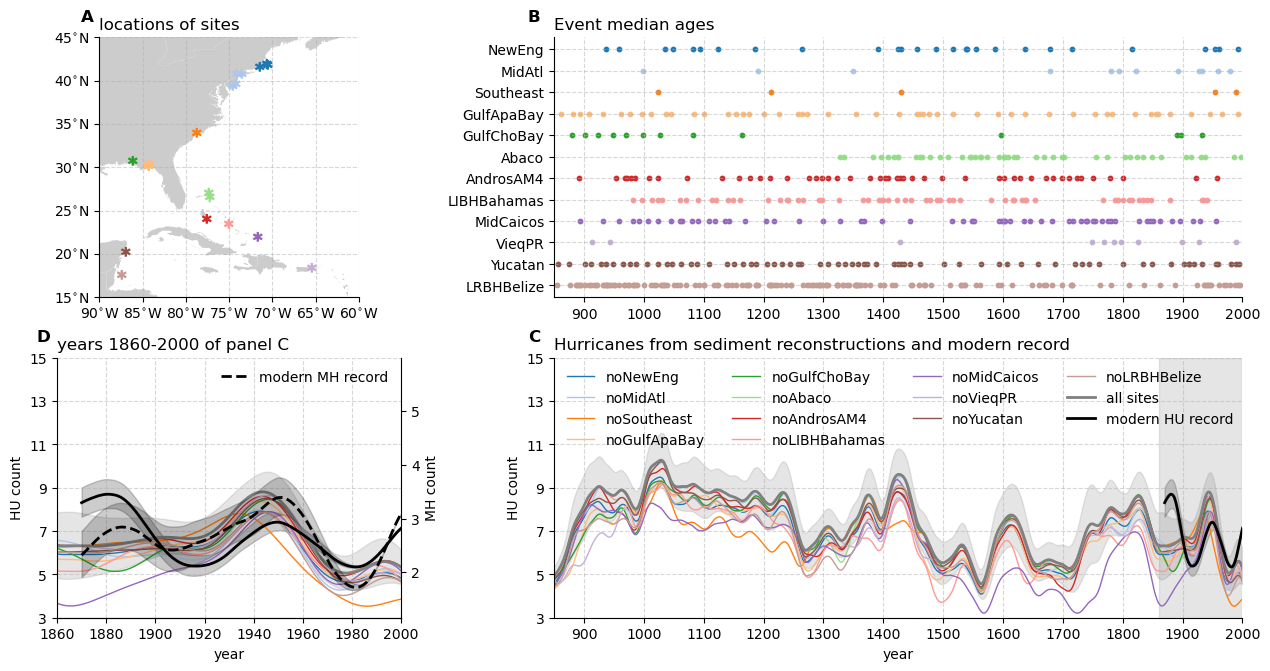 A locations of sites
45°N
40°N
35°N
30°N
25°N
20°N
15°N
90°W 85°W 80°W 75°W 70°W 65°W 60°W
B Event median ages
NewEng
MidAtl
Southeast
GulfApaBay
GulfChoBay
Abaco
AndrosAM4
LIBHBahamas
MidCaicos
VieqPR
Yucatan
LRBHBelize
900 1000 1100 1200 1300 1400 1500 1600 1700 1800 1900 2000
D years 1860-2000 of panel C
modern MH record
HU count
15
13
11
9
7
5
3
5
4
3
2
MH count
1860 1880 1900 1920 1940 1960 1980 2000
year
C Hurricanes from sediment reconstructions and modern record
noNewEng
noMidAtl
noSoutheast
noGulfApaBay
noGulfChoBay
noAbaco
noAndrosAM4
noLIBHBahamas
noMidCaicos
noVieqPR
noYucatan
noLRBHBelize
all sites
modern HU record
HU count
15
13
11
9
7
5
3
900 1000 1100 1200 1300 1400 1500 1600 1700 1800 1900 2000
year